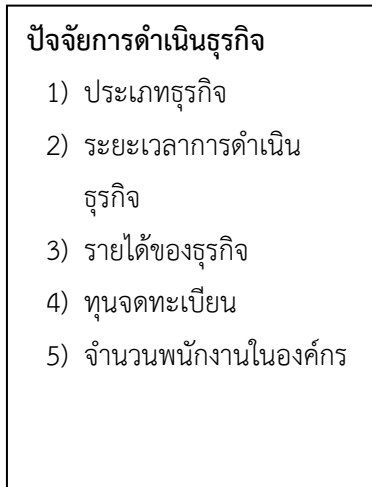 ปัจจัยการดำเนินธุรกิจ
1) ประเภทธุรกิจ
2) ระยะเวลาการดำเนิน
ธุรกิจ
3) รายได้ของธุรกิจ
4) ทุนจดทะเบียน
5) จำนวนพนักงานในองค์กร